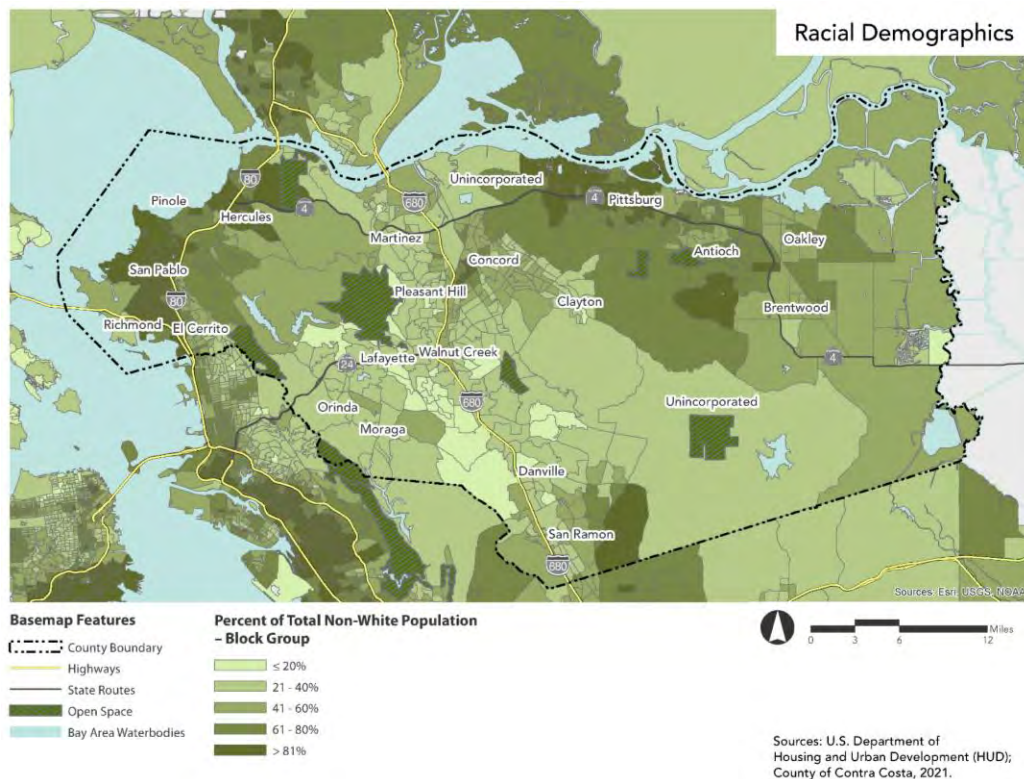 Racial Demographics
80
Unincorporated
680
4
Pittsburg
Pinole
Hercules
4
Martinez
Oakley
Antioch
San Pablo
Concord
80
Pleasant Hill
Clayton
Brentwood
Richmond
El Cerrito
24
Lafayette
Walnut Creek
4
Orinda
680
Unincorporated
Moraga
Danville
San Ramon
680
Sources: Esri, USGS, NOAA
Basemap Features
County Boundary
Highways
State Routes
Open Space
Bay Area Waterbodies
Percent of Total Non-White Population
– Block Group
≤ 20%
21 - 40%
41 - 60%
61 - 80%
> 81%
Miles
0 3 6 12
Sources: U.S. Department of
Housing and Urban Development (HUD);
County of Contra Costa, 2021.